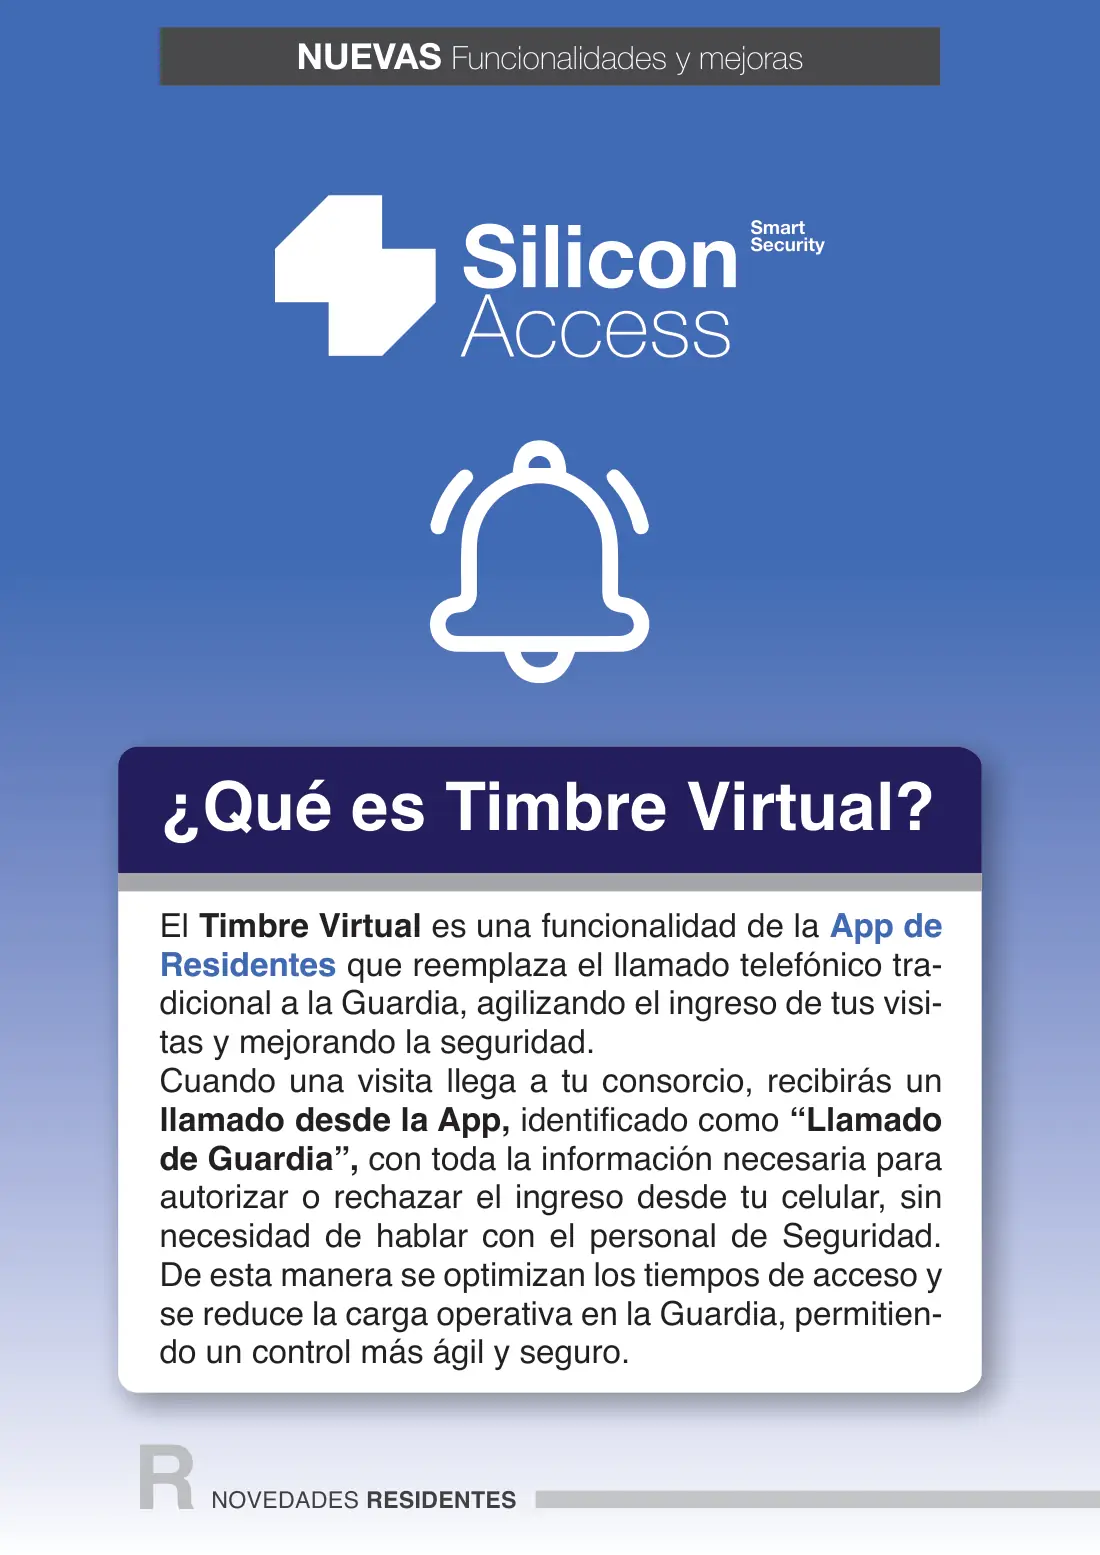 NUEVAS Funcionalidades y mejoras
Silicon
Smart
Security
Access
¿Qué es Timbre Virtual?
El Timbre Virtual es una funcionalidad de la App de
Residentes que reemplaza el llamado telefónico tra-
dicional a la Guardia, agilizando el ingreso de tus visi-
tas y mejorando la seguridad.
Cuando una visita llega a tu consorcio, recibirás un
llamado desde la App, identificado como “Llamado
de Guardia”, con toda la información necesaria para
autorizar o rechazar el ingreso desde tu celular, sin
necesidad de hablar con el personal de Seguridad.
De esta manera se optimizan los tiempos de acceso y
se reduce la carga operativa en la Guardia, permitien-
do un control más ágil y seguro.
R
NOVEDADES RESIDENTES